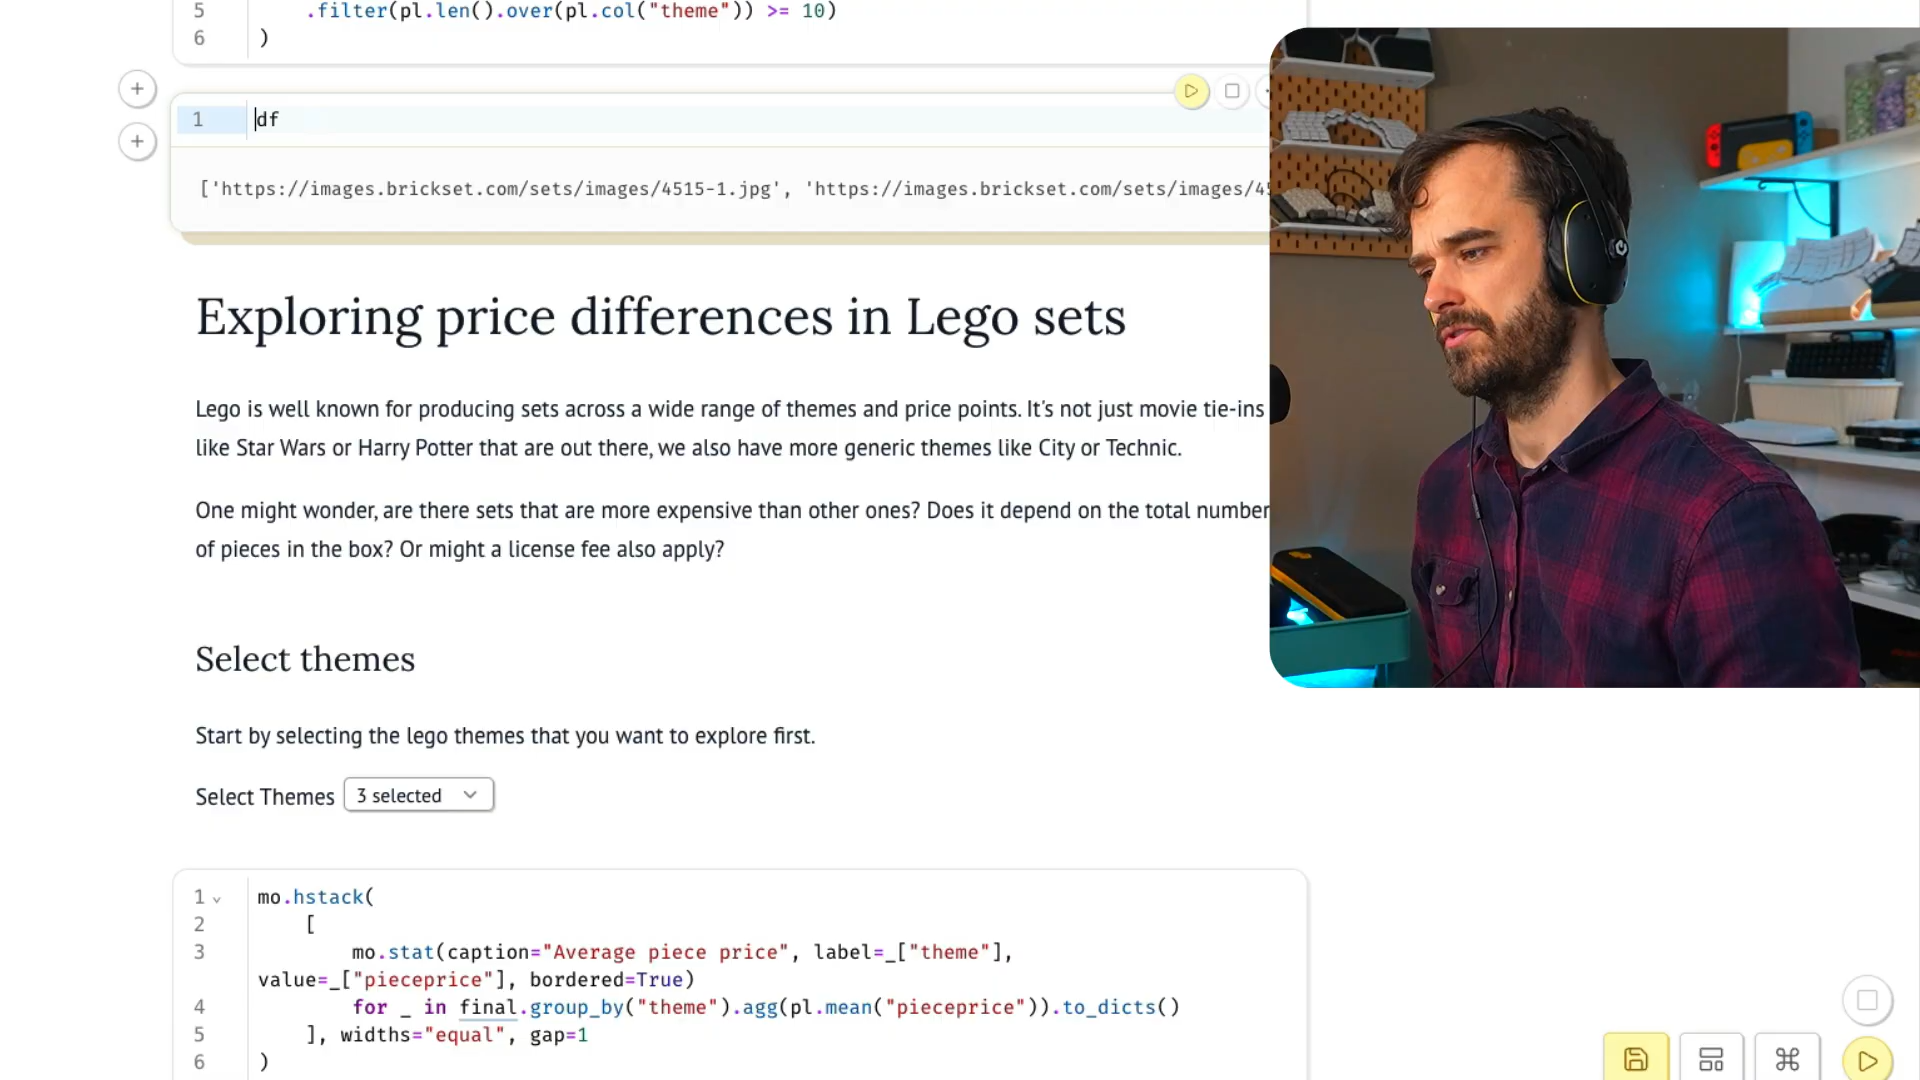 5 .filter(pl.len().over(pl.col("theme")) >= 10)
6 )
1 df
['https://images.brickset.com/sets/images/4515-1.jpg', 'https://images.brickset.com/sets/images/45
Exploring price differences in Lego sets
Lego is well known for producing sets across a wide range of themes and price points. It's not just movie tie-ins
like Star Wars or Harry Potter that are out there, we also have more generic themes like City or Technic.
One might wonder, are there sets that are more expensive than other ones? Does it depend on the total number
of pieces in the box? Or might a license fee also apply?
Select themes
Start by selecting the lego themes that you want to explore first.
Select Themes 3 selected
1 mo.hstack(
2 [
3 mo.stat(caption="Average piece price", label=_["theme"],
value=_["pieceprice"], bordered=True)
4 for _ in final.group_by("theme").agg(pl.mean("pieceprice")).to_dicts()
5 ], widths="equal", gap=1
6 )